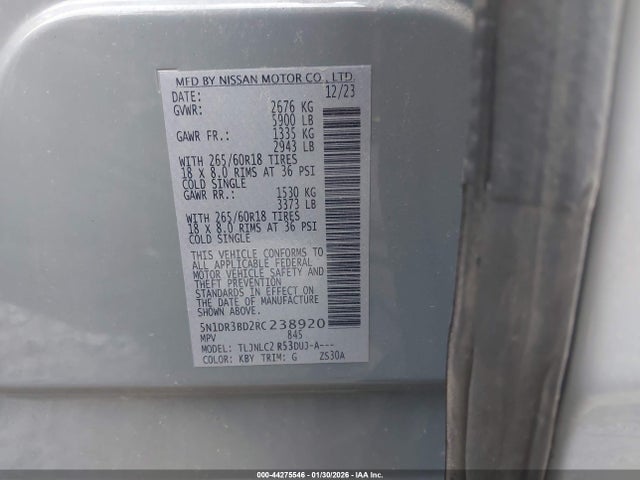 MFD BY NISSAN MOTOR CO., LTD.
DATE: 12/23
GVWR: 2676 KG
5900 LB
GAWR FR.: 1335 KG
2943 LB
WITH 265/60R18 TIRES
18 X 8.0 RIMS AT 36 PSI
COLD SINGLE
GAWR RR.: 1530 KG
3373 LB
WITH 265/60R18 TIRES
18 X 8.0 RIMS AT 36 PSI
COLD SINGLE
THIS VEHICLE CONFORMS TO
ALL APPLICABLE FEDERAL
MOTOR VEHICLE SAFETY AND
THEFT PREVENTION
STANDARDS IN EFFECT ON
THE DATE OF MANUFACTURE
SHOWN ABOVE.
5N1DR3BD2RC238920
MPV 845
MODEL: TLJNLC2 R53DUJ-A---
COLOR: KBY TRIM: G ZS30A
000-44275546 - 01/30/2026 - IAA Inc.